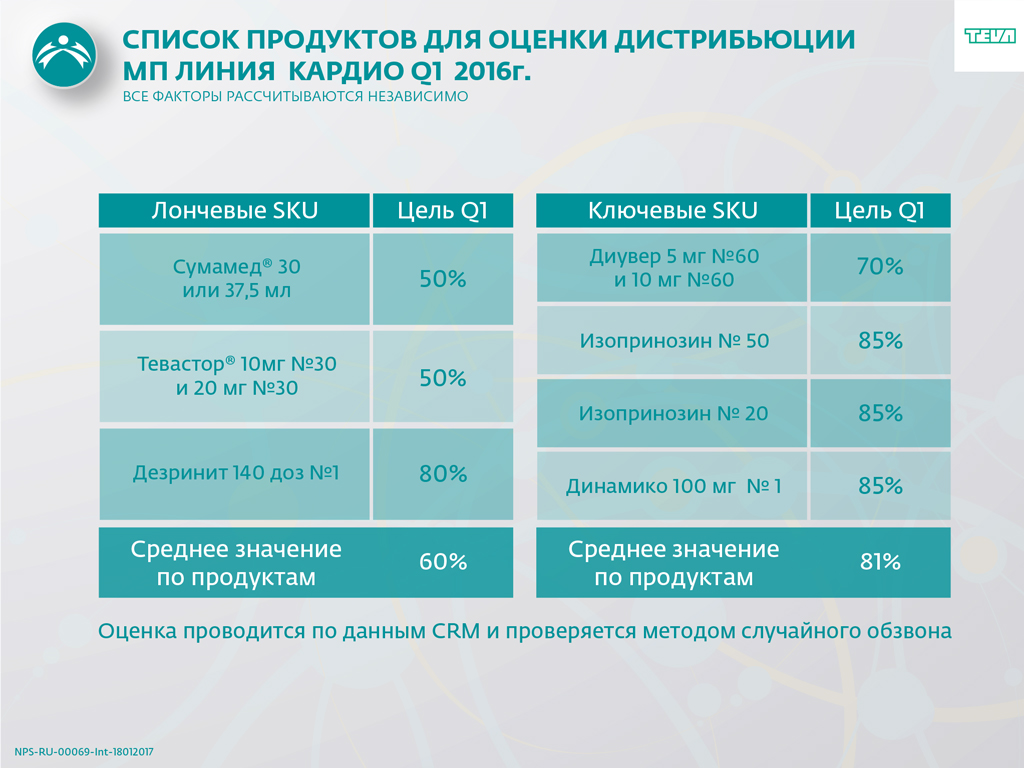 СПИСОК ПРОДУКТОВ ДЛЯ ОЦЕНКИ ДИСТРИБЬЮЦИИ
МП ЛИНИЯ КАРДИО Q1 2016г.
ВСЕ ФАКТОРЫ РАССЧИТЫВАЮТСЯ НЕЗАВИСИМО
TEVA
Лончевые SKU
Цель Q1
Сумамед® 30
или 37,5 мл
50%
Тевастор® 10мг №30
и 20 мг №30
50%
Дезринит 140 доз №1
80%
Среднее значение
по продуктам
60%
Ключевые SKU
Цель Q1
Диувер 5 мг №60
и 10 мг №60
70%
Изопринозин № 50
85%
Изопринозин № 20
85%
Динамико 100 мг № 1
85%
Среднее значение
по продуктам
81%
Оценка проводится по данным CRM и проверяется методом случайного обзвона
NPS-RU-00069-Int-18012017